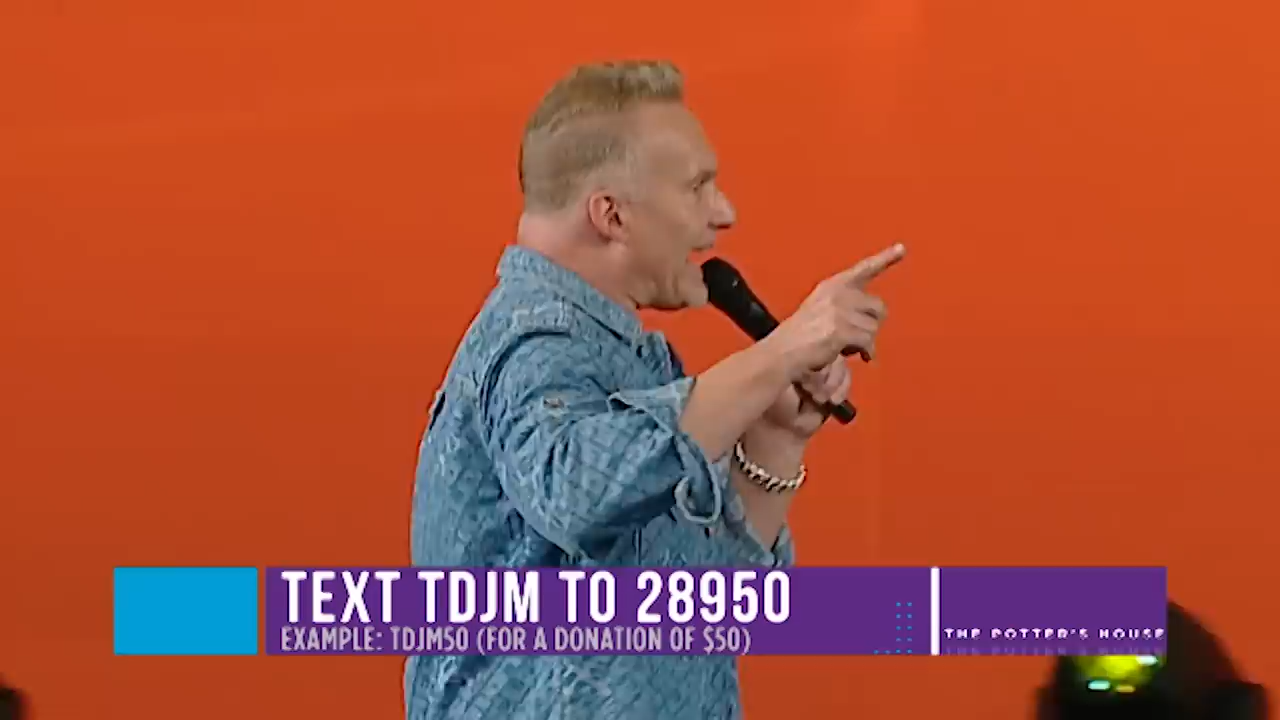 TEXT TDJM TO 28950
EXAMPLE: TDJM50 (FOR A DONATION OF $50)
THE POTTER'S HOUSE